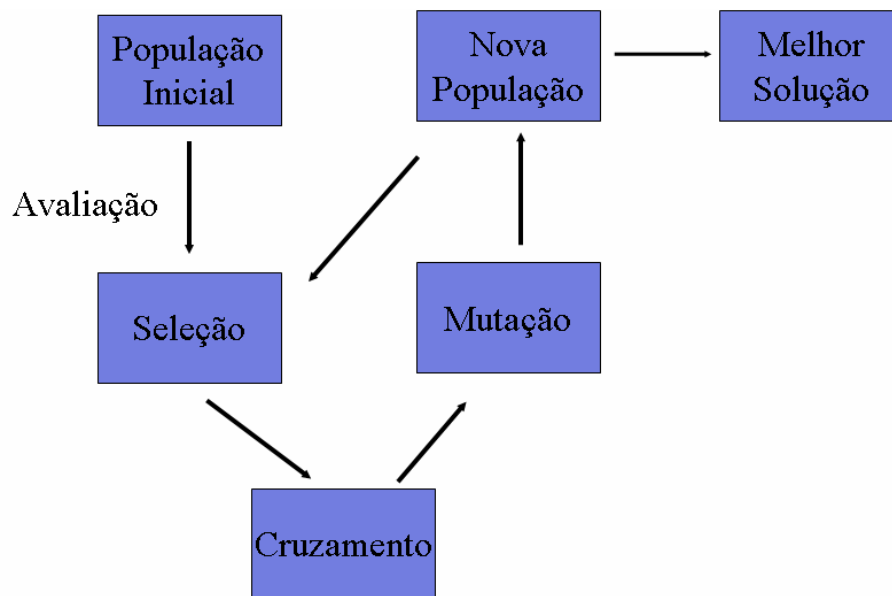 População
Inicial
Nova
População
Melhor
Solução
Avaliação
Seleção
Mutação
Cruzamento